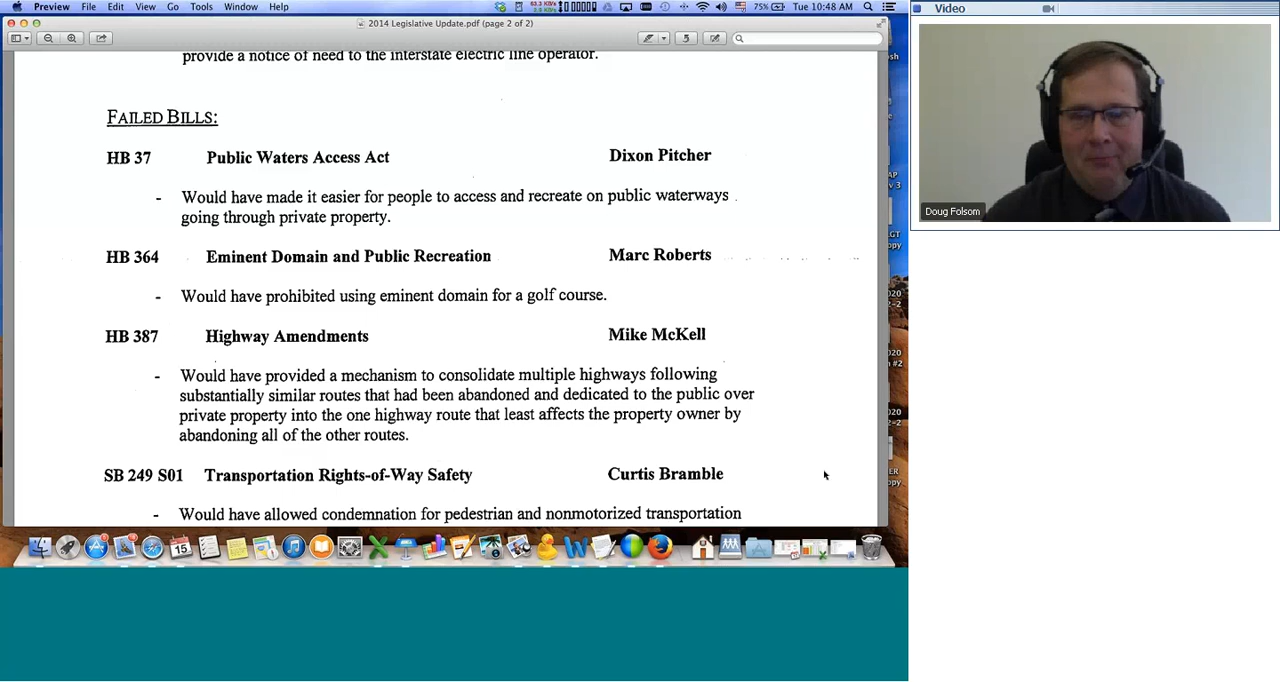 Preview File Edit View Go Tools Window Help
75% Tue 10:48 AM
Video
2014 Legislative Update.pdf (page 2 of 2)
provide a notice of need to the interstate electric line operator.
FAILED BILLS:
HB 37 Public Waters Access Act Dixon Pitcher
- Would have made it easier for people to access and recreate on public waterways
going through private property.
HB 364 Eminent Domain and Public Recreation Marc Roberts
- Would have prohibited using eminent domain for a golf course.
HB 387 Highway Amendments Mike McKell
- Would have provided a mechanism to consolidate multiple highways following
substantially similar routes that had been abandoned and dedicated to the public over
private property into the one highway route that least affects the property owner by
abandoning all of the other routes.
SB 249 S01 Transportation Rights-of-Way Safety Curtis Bramble
- Would have allowed condemnation for pedestrian and nonmotorized transportation
15
Doug Folsom